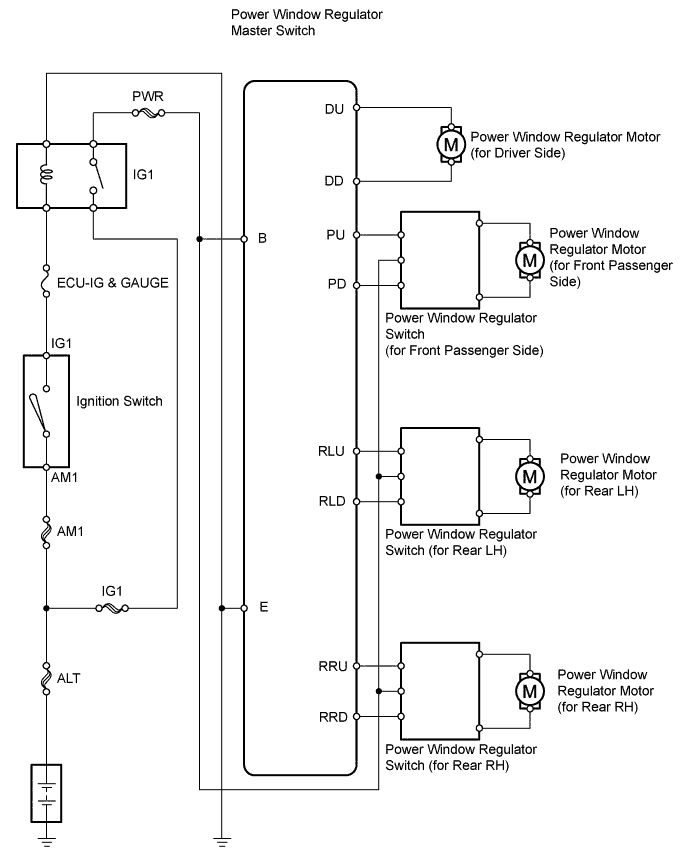 Power Window Regulator
Master Switch
PWR
IG1
ECU-IG & GAUGE
IG1
Ignition Switch
AM1
AM1
IG1
ALT
B
E
DU
DD
PU
PD
RLU
RLD
RRU
RRD
M
Power Window Regulator Motor
(for Driver Side)
M
Power Window
Regulator Motor
(for Front Passenger
Side)
Power Window Regulator
Switch
(for Front Passenger Side)
M
Power Window
Regulator Motor
(for Rear LH)
Power Window Regulator
Switch (for Rear LH)
M
Power Window
Regulator Motor
(for Rear RH)
Power Window Regulator
Switch (for Rear RH)